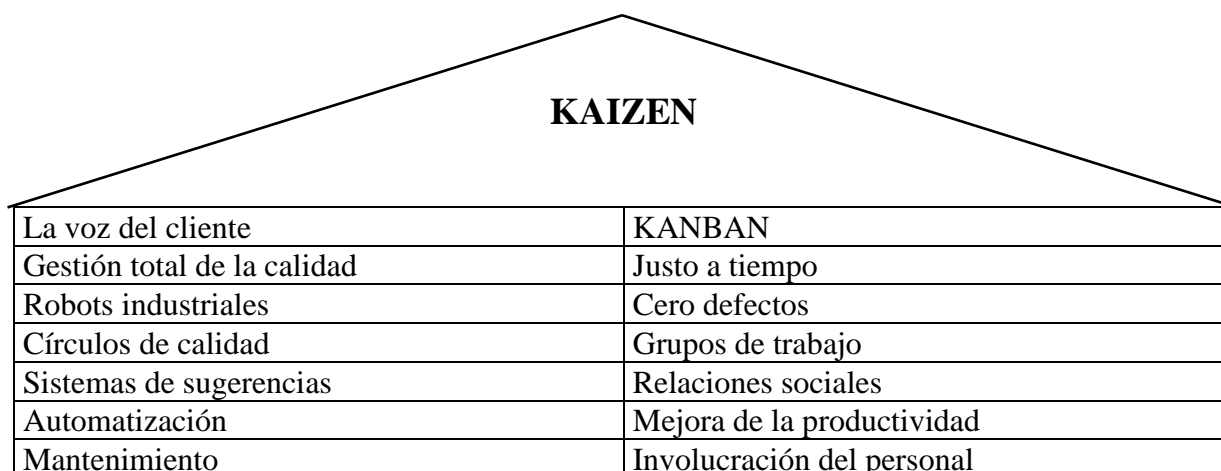 KAIZEN
La voz del cliente KANBAN
Gestión total de la calidad Justo a tiempo
Robots industriales Cero defectos
Círculos de calidad Grupos de trabajo
Sistemas de sugerencias Relaciones sociales
Automatización Mejora de la productividad
Mantenimiento Involucración del personal